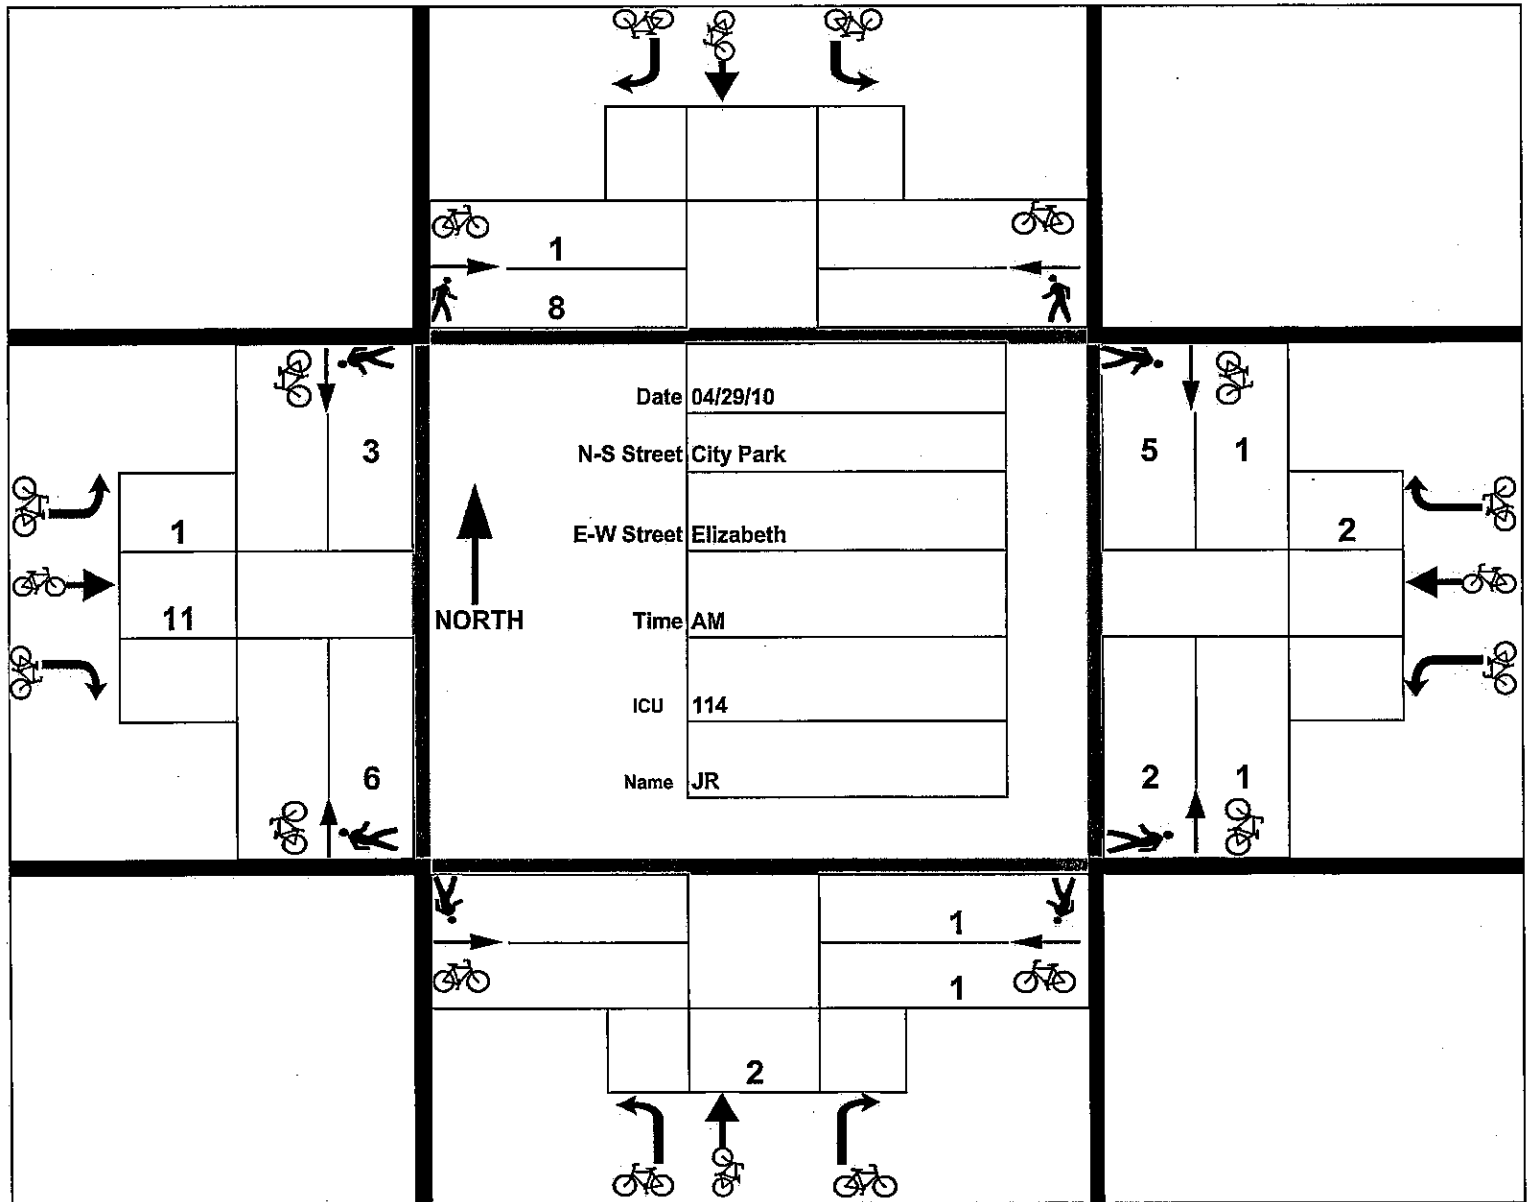 1
8
Date 04/29/10
3
N-S Street City Park
5 1
1
E-W Street Elizabeth
2
11
NORTH
Time AM
ICU 114
6
Name JR
2 1
1
1
2